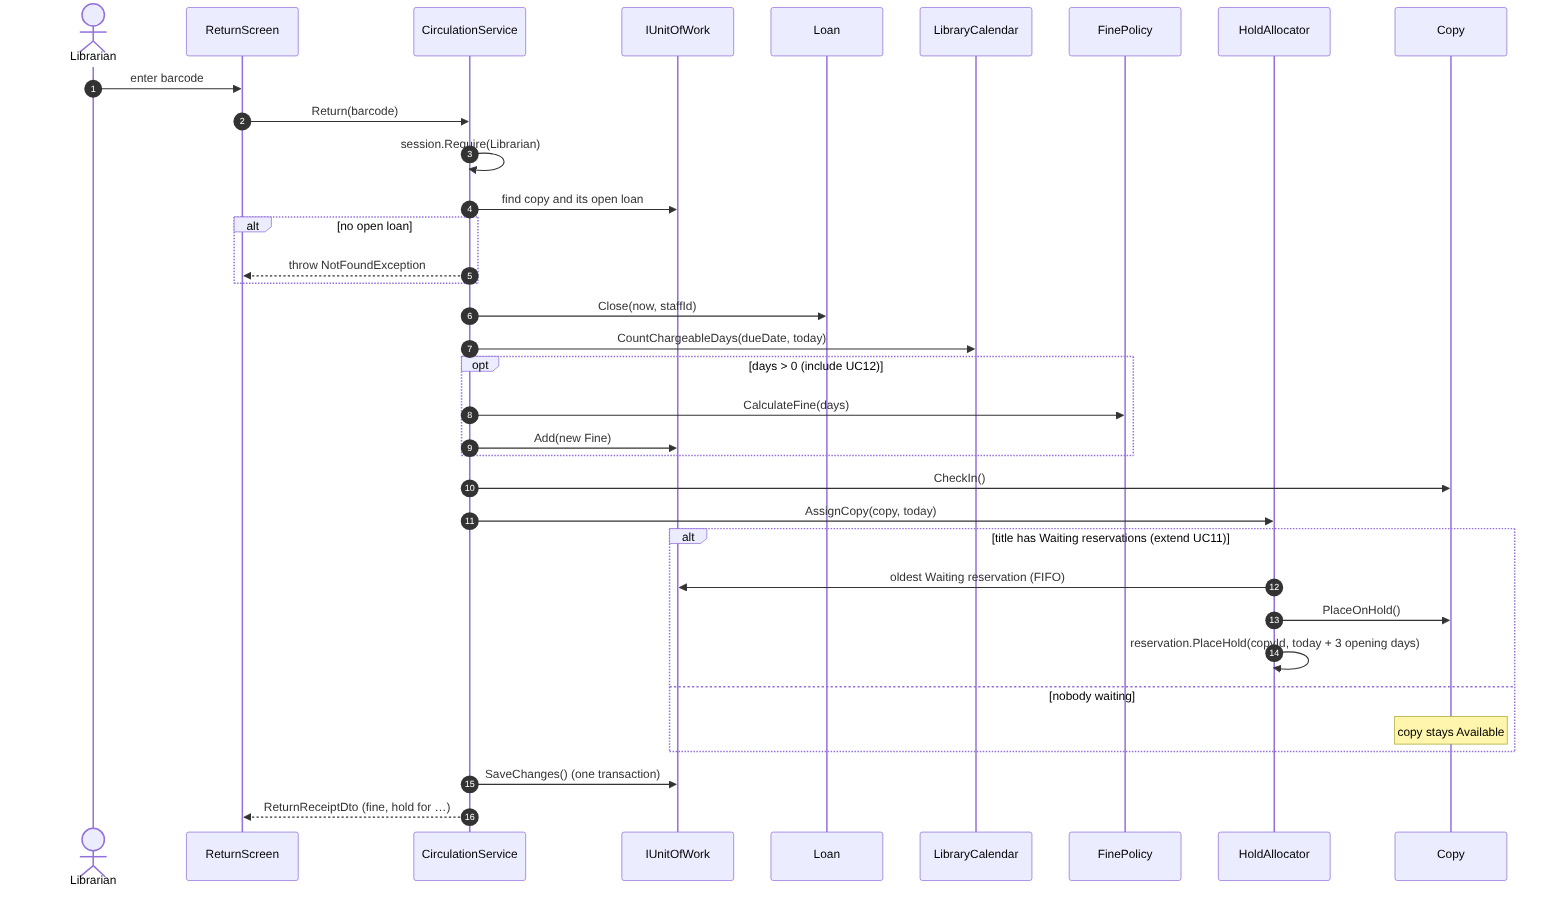 Librarian
ReturnScreen
CirculationService
IUnitOfWork
Loan
LibraryCalendar
FinePolicy
HoldAllocator
Copy
1
enter barcode
2
Return(barcode)
3
session.Require(Librarian)
4
find copy and its open loan
alt
[no open loan]
5
throw NotFoundException
6
Close(now, staffId)
7
CountChargeableDays(dueDate, today)
opt
[days > 0 (include UC12)]
8
CalculateFine(days)
9
Add(new Fine)
10
CheckIn()
11
AssignCopy(copy, today)
alt
[title has Waiting reservations (extend UC11)]
12
oldest Waiting reservation (FIFO)
13
PlaceOnHold()
14
reservation.PlaceHold(copyId, today + 3 opening days)
[nobody waiting]
copy stays Available
15
SaveChanges() (one transaction)
16
ReturnReceiptDto (fine, hold for …)
Librarian
ReturnScreen
CirculationService
IUnitOfWork
Loan
LibraryCalendar
FinePolicy
HoldAllocator
Copy